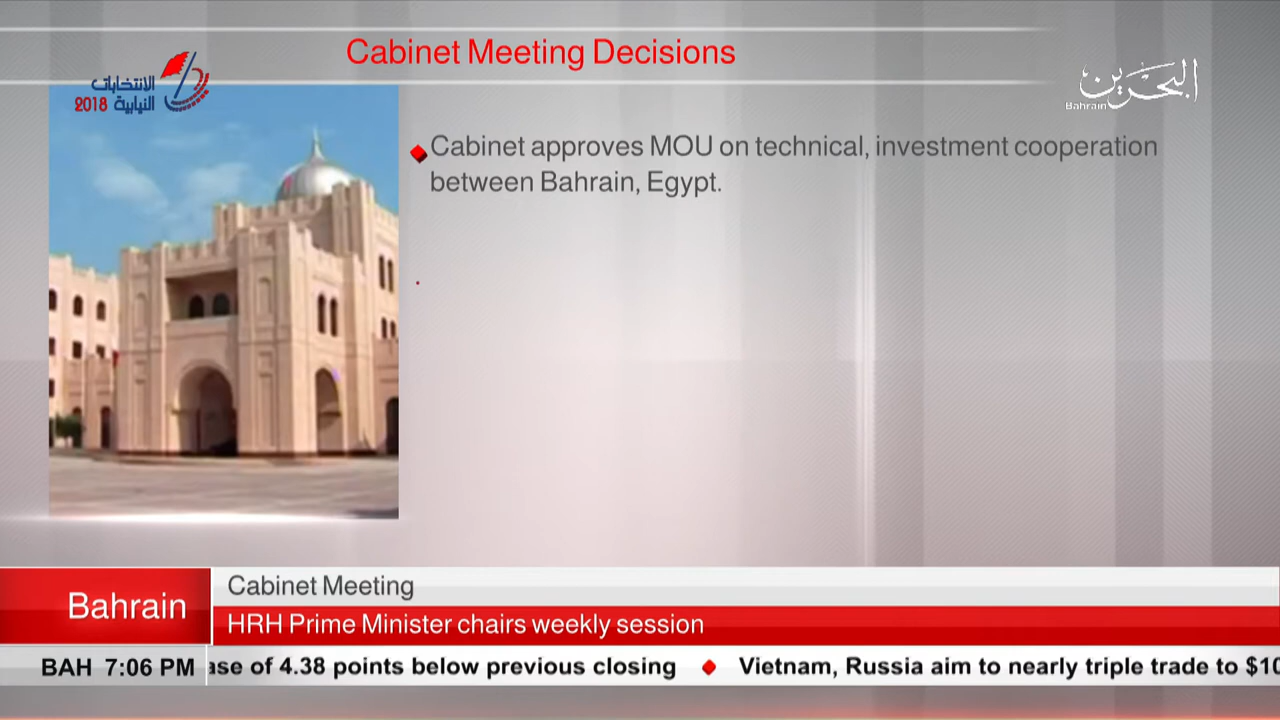 Cabinet Meeting Decisions
الانتخابات
النيابية 2018
البحرين
Bahrain
Cabinet approves MOU on technical, investment cooperation
between Bahrain, Egypt.
Cabinet Meeting
Bahrain
HRH Prime Minister chairs weekly session
BAH 7:06 PM
of 4.38 points below previous closing
Vietnam, Russia aim to nearly triple trade to